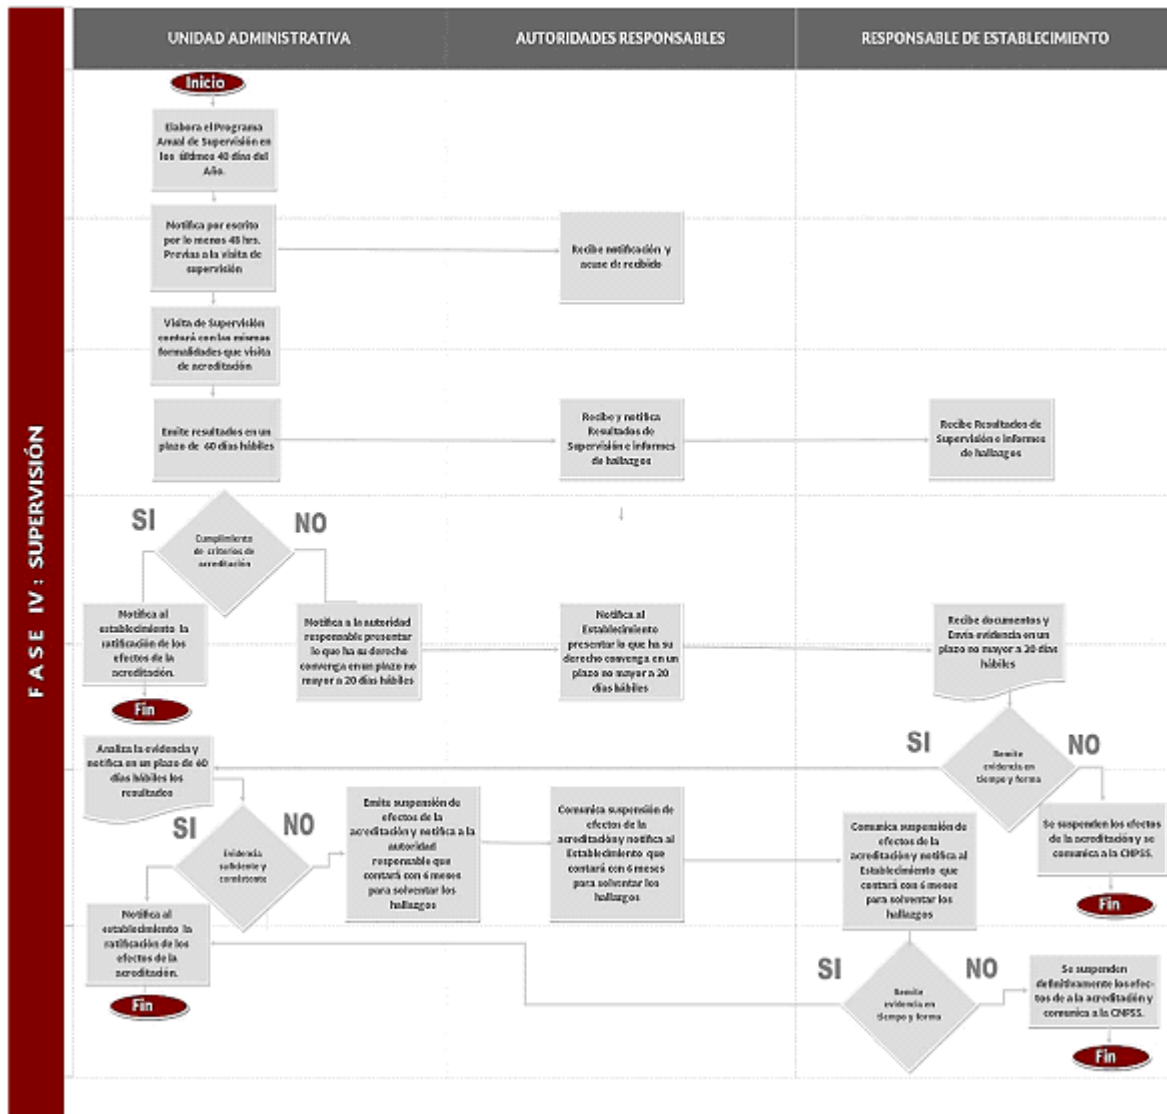 FASE IV: SUPERVISIÓN
UNIDAD ADMINISTRATIVA
AUTORIDADES RESPONSABLES
RESPONSABLE DE ESTABLECIMIENTO
Inicio
Elabora el Programa
Anual de Supervisión en
los últimos 40 días del
Año.
Notifica por escrito
por lo menos 48 hrs.
Previas a la visita de
supervisión
Recibe notificación y
acuse de recibido
Visita de Supervisión
contará con las mismas
formalidades que visita
de acreditación
Emite resultados en un
plazo de 60 días hábiles
Recibe y notifica
Resultados de
Supervisión e informes
de hallazgos
Recibe Resultados de
Supervisión e informes
de hallazgos
SI
NO
Cumplimiento
de criterios de
acreditación
Notifica al
establecimiento la
ratificación de los
efectos de la
acreditación.
Fin
Notifica a la autoridad
responsable presentar
lo que ha su derecho
convenga en un plazo no
mayor a 20 días hábiles
Notifica al
Establecimiento
presentar lo que ha su
derecho convenga en un
plazo no mayor a 20
días hábiles
Recibe documentos y
Envía evidencia en un
plazo no mayor a 20 días
hábiles
SI
NO
Remite
evidencia en
tiempo y forma
Se suspenden los efectos
de la acreditación y se
comunica a la CNPSS.
Fin
Analiza la evidencia y
notifica en un plazo de 60
días hábiles los
resultados
SI
NO
Evidencia
suficiente y
consistente
Emite suspensión de
efectos de la
acreditación y notifica a la
autoridad
responsable que
contará con 6 meses
para solventar los
hallazgos
Comunica suspensión de
efectos de la
acreditación y notifica al
Establecimiento que
contará con 6 meses
para solventar los
hallazgos
Comunica suspensión de
efectos de la
acreditación y notifica al
Establecimiento que
contará con 6 meses
para solventar los
hallazgos
Notifica al
establecimiento la
ratificación de los
efectos de la
acreditación.
Fin
SI
NO
Remite
evidencia en
tiempo y forma
Se suspenden
definitivamente los efec-
tos de a la acreditación y
comunica a la CNPSS.
Fin